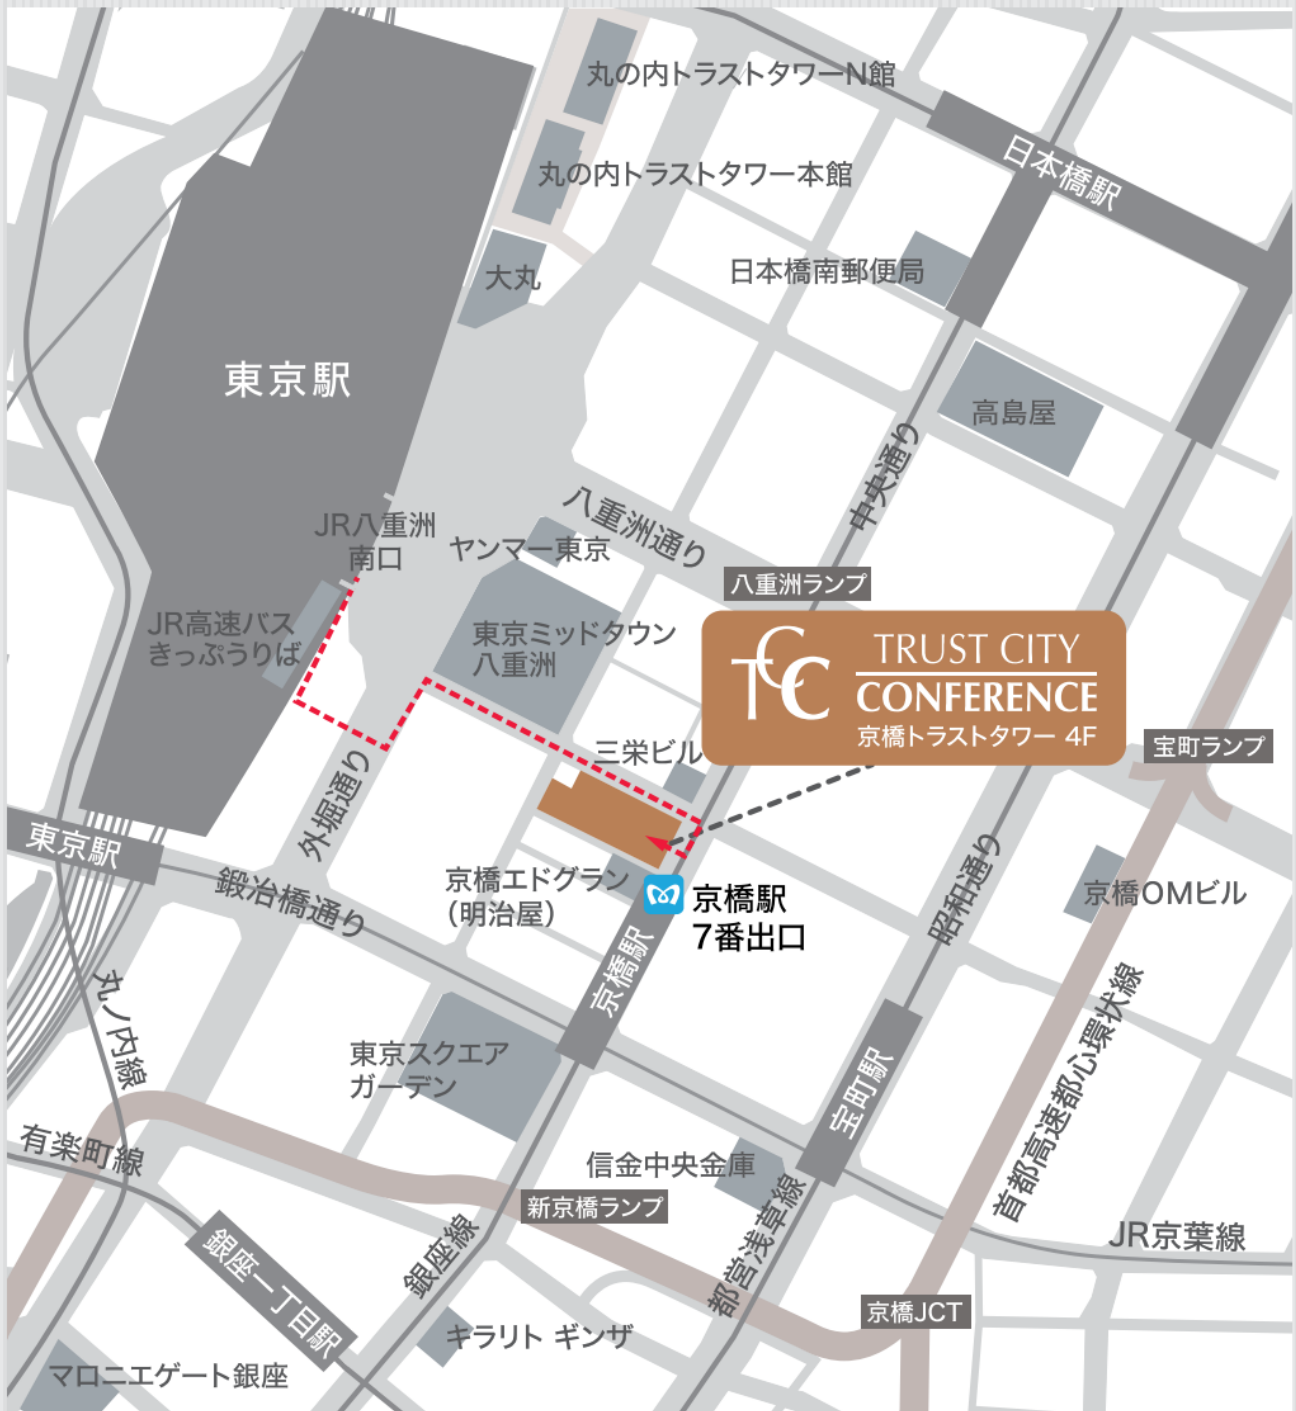 丸の内トラストタワーN館
日本橋駅
丸の内トラストタワー本館
日本橋南郵便局
大丸
東京駅
高島屋
中央通り
八重洲通り
JR八重洲
南口
ヤンマー東京
八重洲ランプ
JR高速バス
きっぷうりば
東京ミッドタウン
八重洲
TCC
TRUST CITY
CONFERENCE
京橋トラストタワー 4F
三栄ビル
宝町ランプ
外堀通り
東京駅
鍛冶橋通り
京橋エドグラン
(明治屋)
京橋駅
7番出口
昭和通り
京橋OMビル
京橋駅
丸ノ内線
東京スクエア
ガーデン
宝町駅
首都高速都心環状線
有楽町線
信金中央金庫
新京橋ランプ
銀座線
都営浅草線
JR京葉線
銀座一丁目駅
京橋JCT
キラリト ギンザ
マロニエゲート銀座